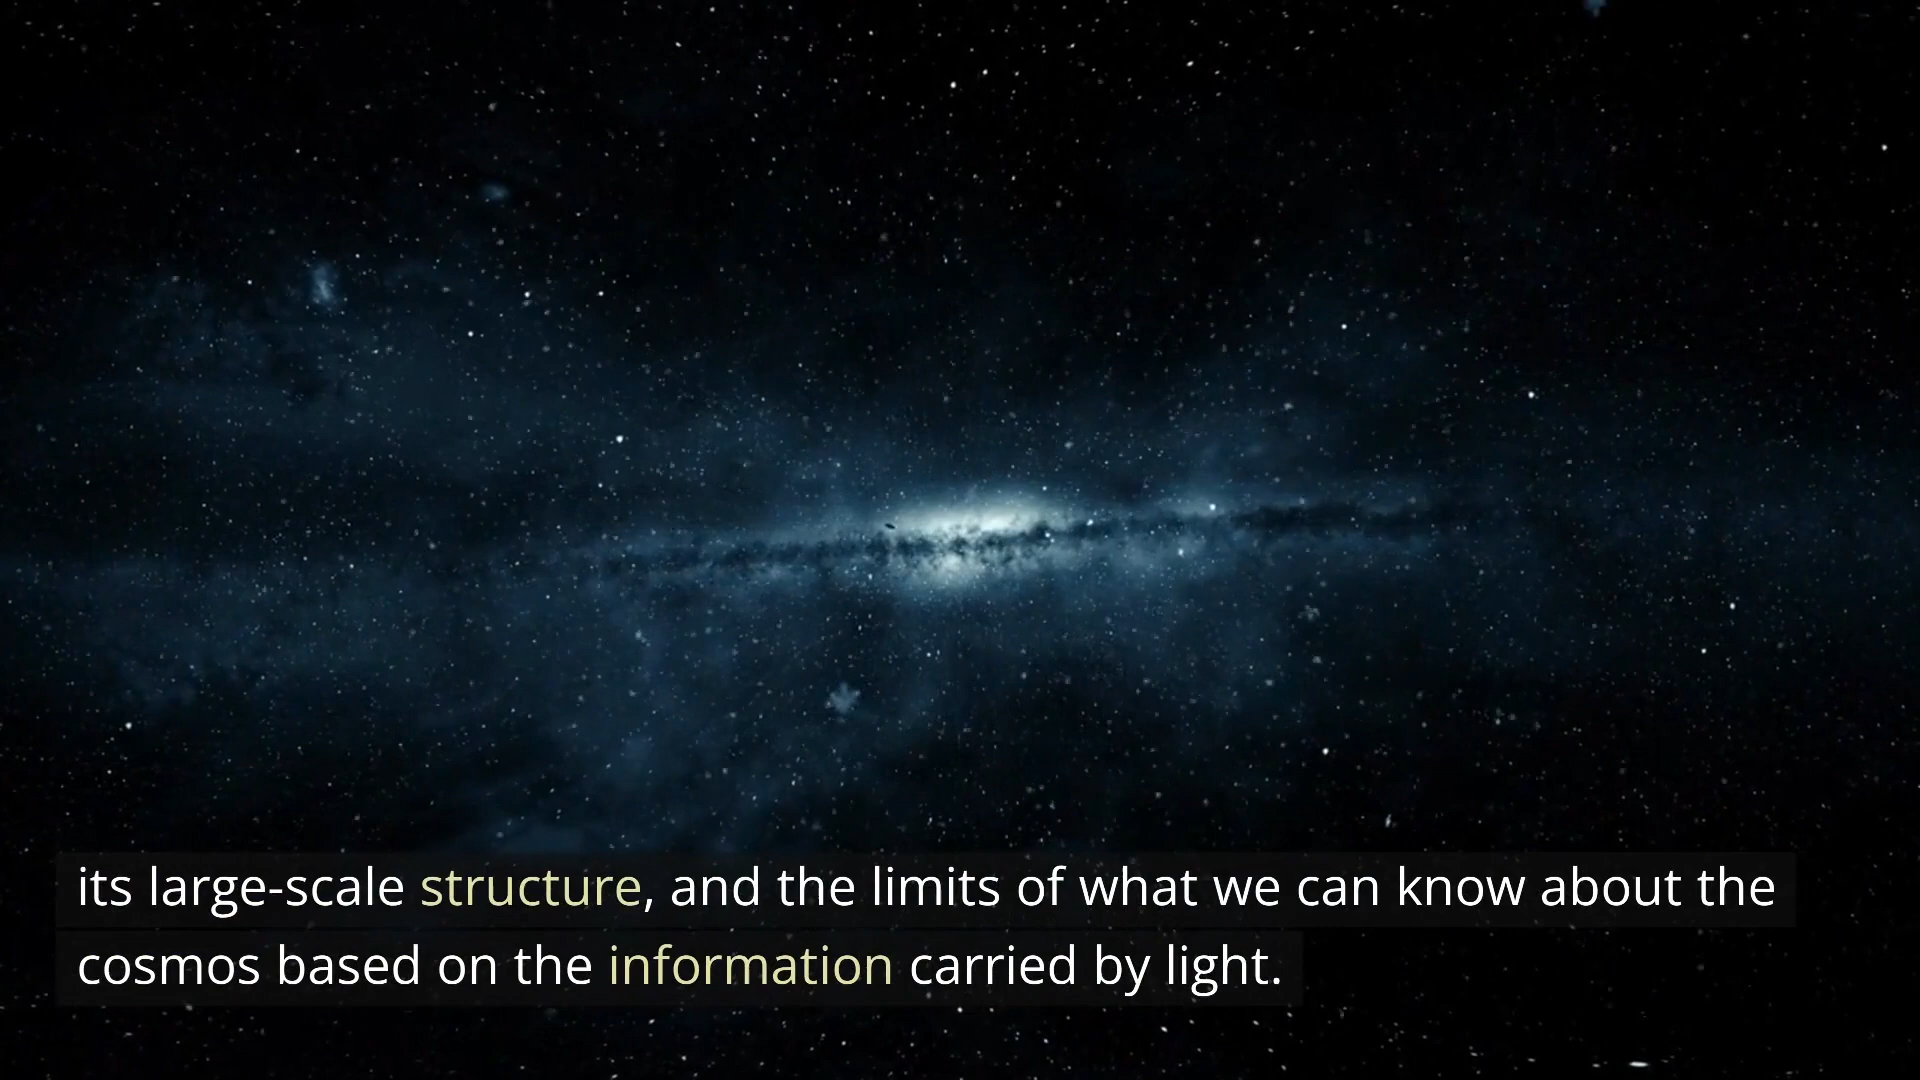 its large-scale structure, and the limits of what we can know about the
cosmos based on the information carried by light.